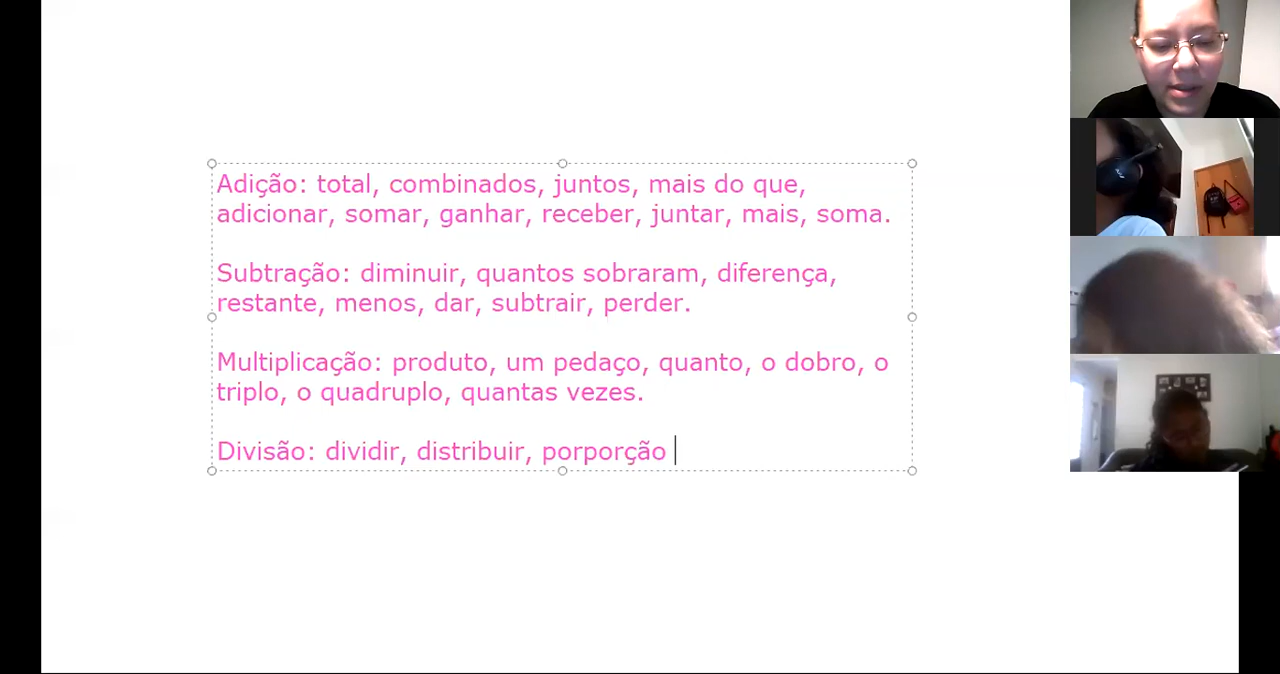 Adição: total, combinados, juntos, mais do que,
adicionar, somar, ganhar, receber, juntar, mais, soma.
Subtração: diminuir, quantos sobraram, diferença,
restante, menos, dar, subtrair, perder.
Multiplicação: produto, um pedaço, quanto, o dobro, o
triplo, o quadruplo, quantas vezes.
Divisão: dividir, distribuir, porporção